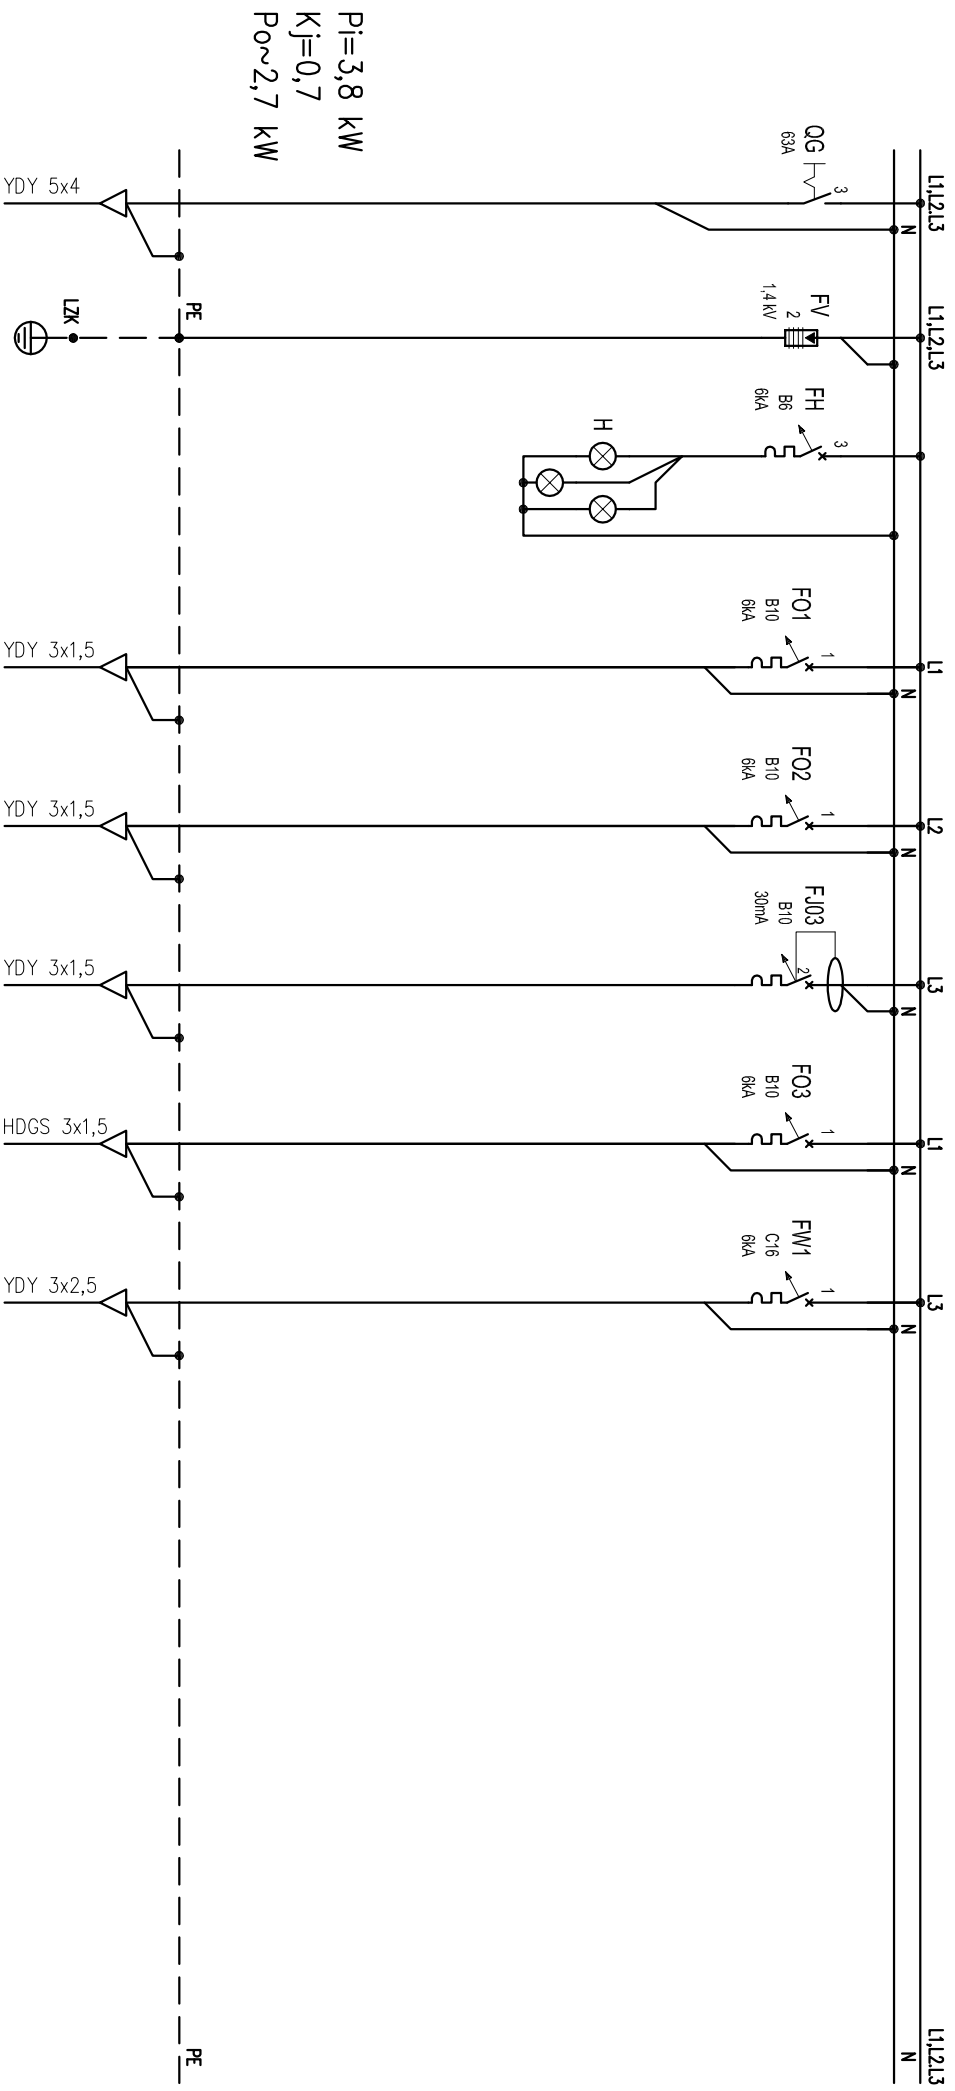 L1,L2.L3
N
QG
63A
3
YDY 5x4
Pi=3,8 kW
Kj=0,7
Po~2,7 kW
L1,L2,L3
FV
1,4 kV
2
PE
LZK
FH
B6
6kA
3
H
L1
N
FO1
B10
6kA
1
YDY 3x1,5
L2
N
FO2
B10
6kA
1
YDY 3x1,5
L3
N
FJ03
B10
30mA
2
YDY 3x1,5
L1
N
FO3
B10
6kA
1
HDGS 3x1,5
L3
N
FW1
C16
6kA
1
YDY 3x2,5
L1,L2.L3
N
PE